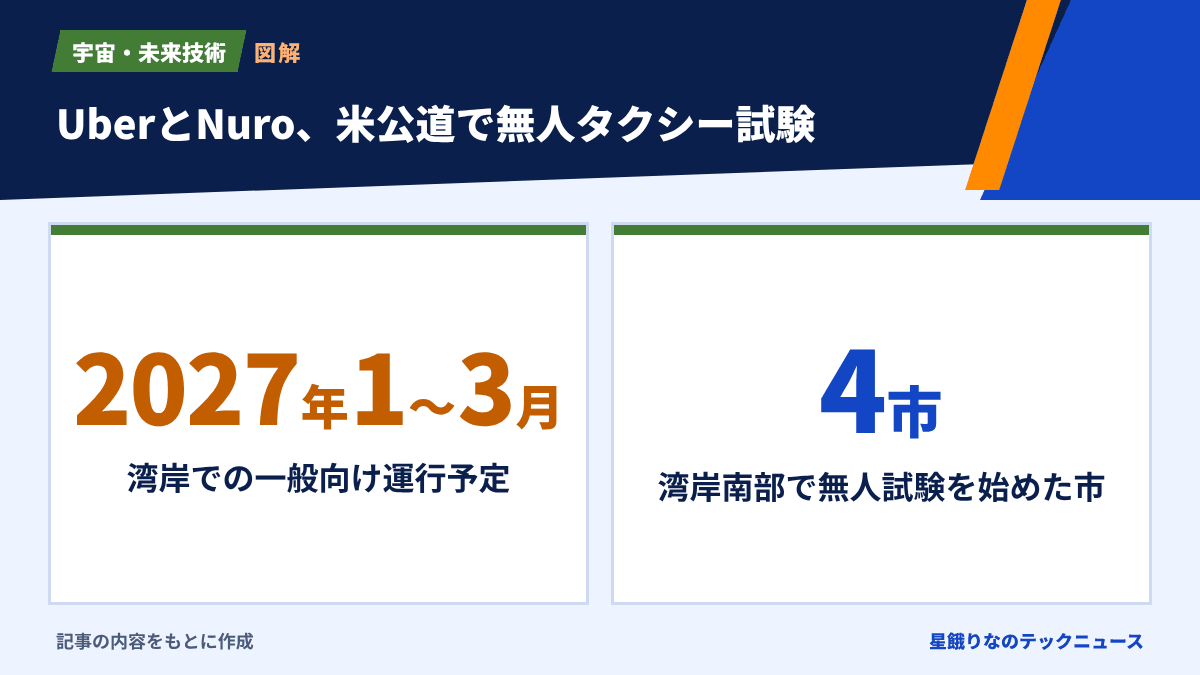 宇宙・未来技術 図解
UberとNuro、米公道で無人タクシー試験
2027年1～3月
湾岸での一般向け運行予定
4市
湾岸南部で無人試験を始めた市
記事の内容をもとに作成
星餓りなのテックニュース